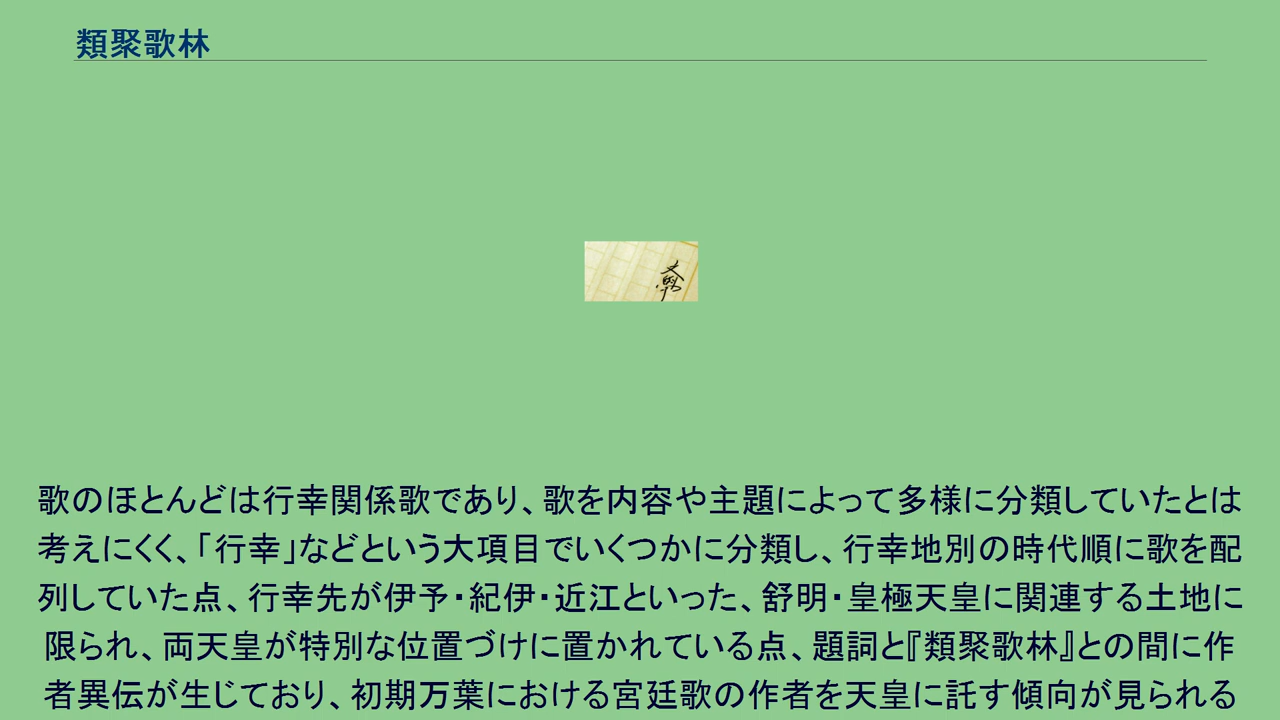 類聚歌林
歌のほとんどは行幸関係歌であり、歌を内容や主題によって多様に分類していたとは
考えにくく、「行幸」などという大項目でいくつかに分類し、行幸地別の時代順に歌を配
列していた点、行幸先が伊予・紀伊・近江といった、舒明・皇極天皇に関連する土地に
限られ、両天皇が特別な位置づけに置かれている点、題詞と『類聚歌林』との間に作
者異伝が生じており、初期万葉における宮廷歌の作者を天皇に託す傾向が見られる